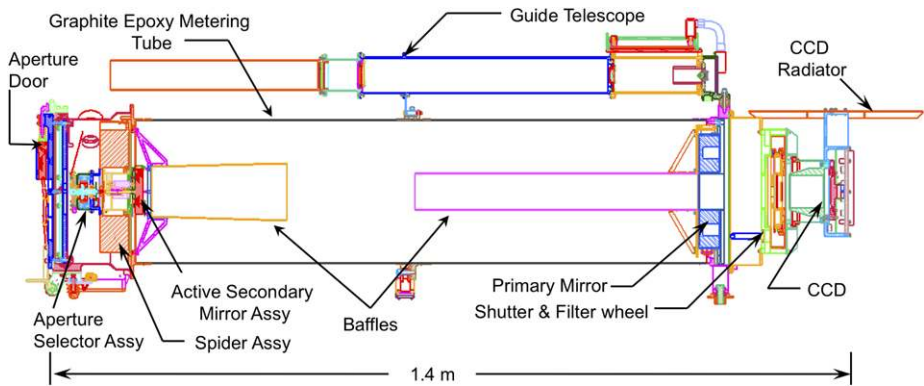 Graphite Epoxy Metering
Tube
Guide Telescope
Aperture
Door
CCD
Radiator
Active Secondary
Mirror Assy
Baffles
Primary Mirror
Shutter & Filter wheel
CCD
Aperture
Selector Assy
Spider Assy
1.4 m